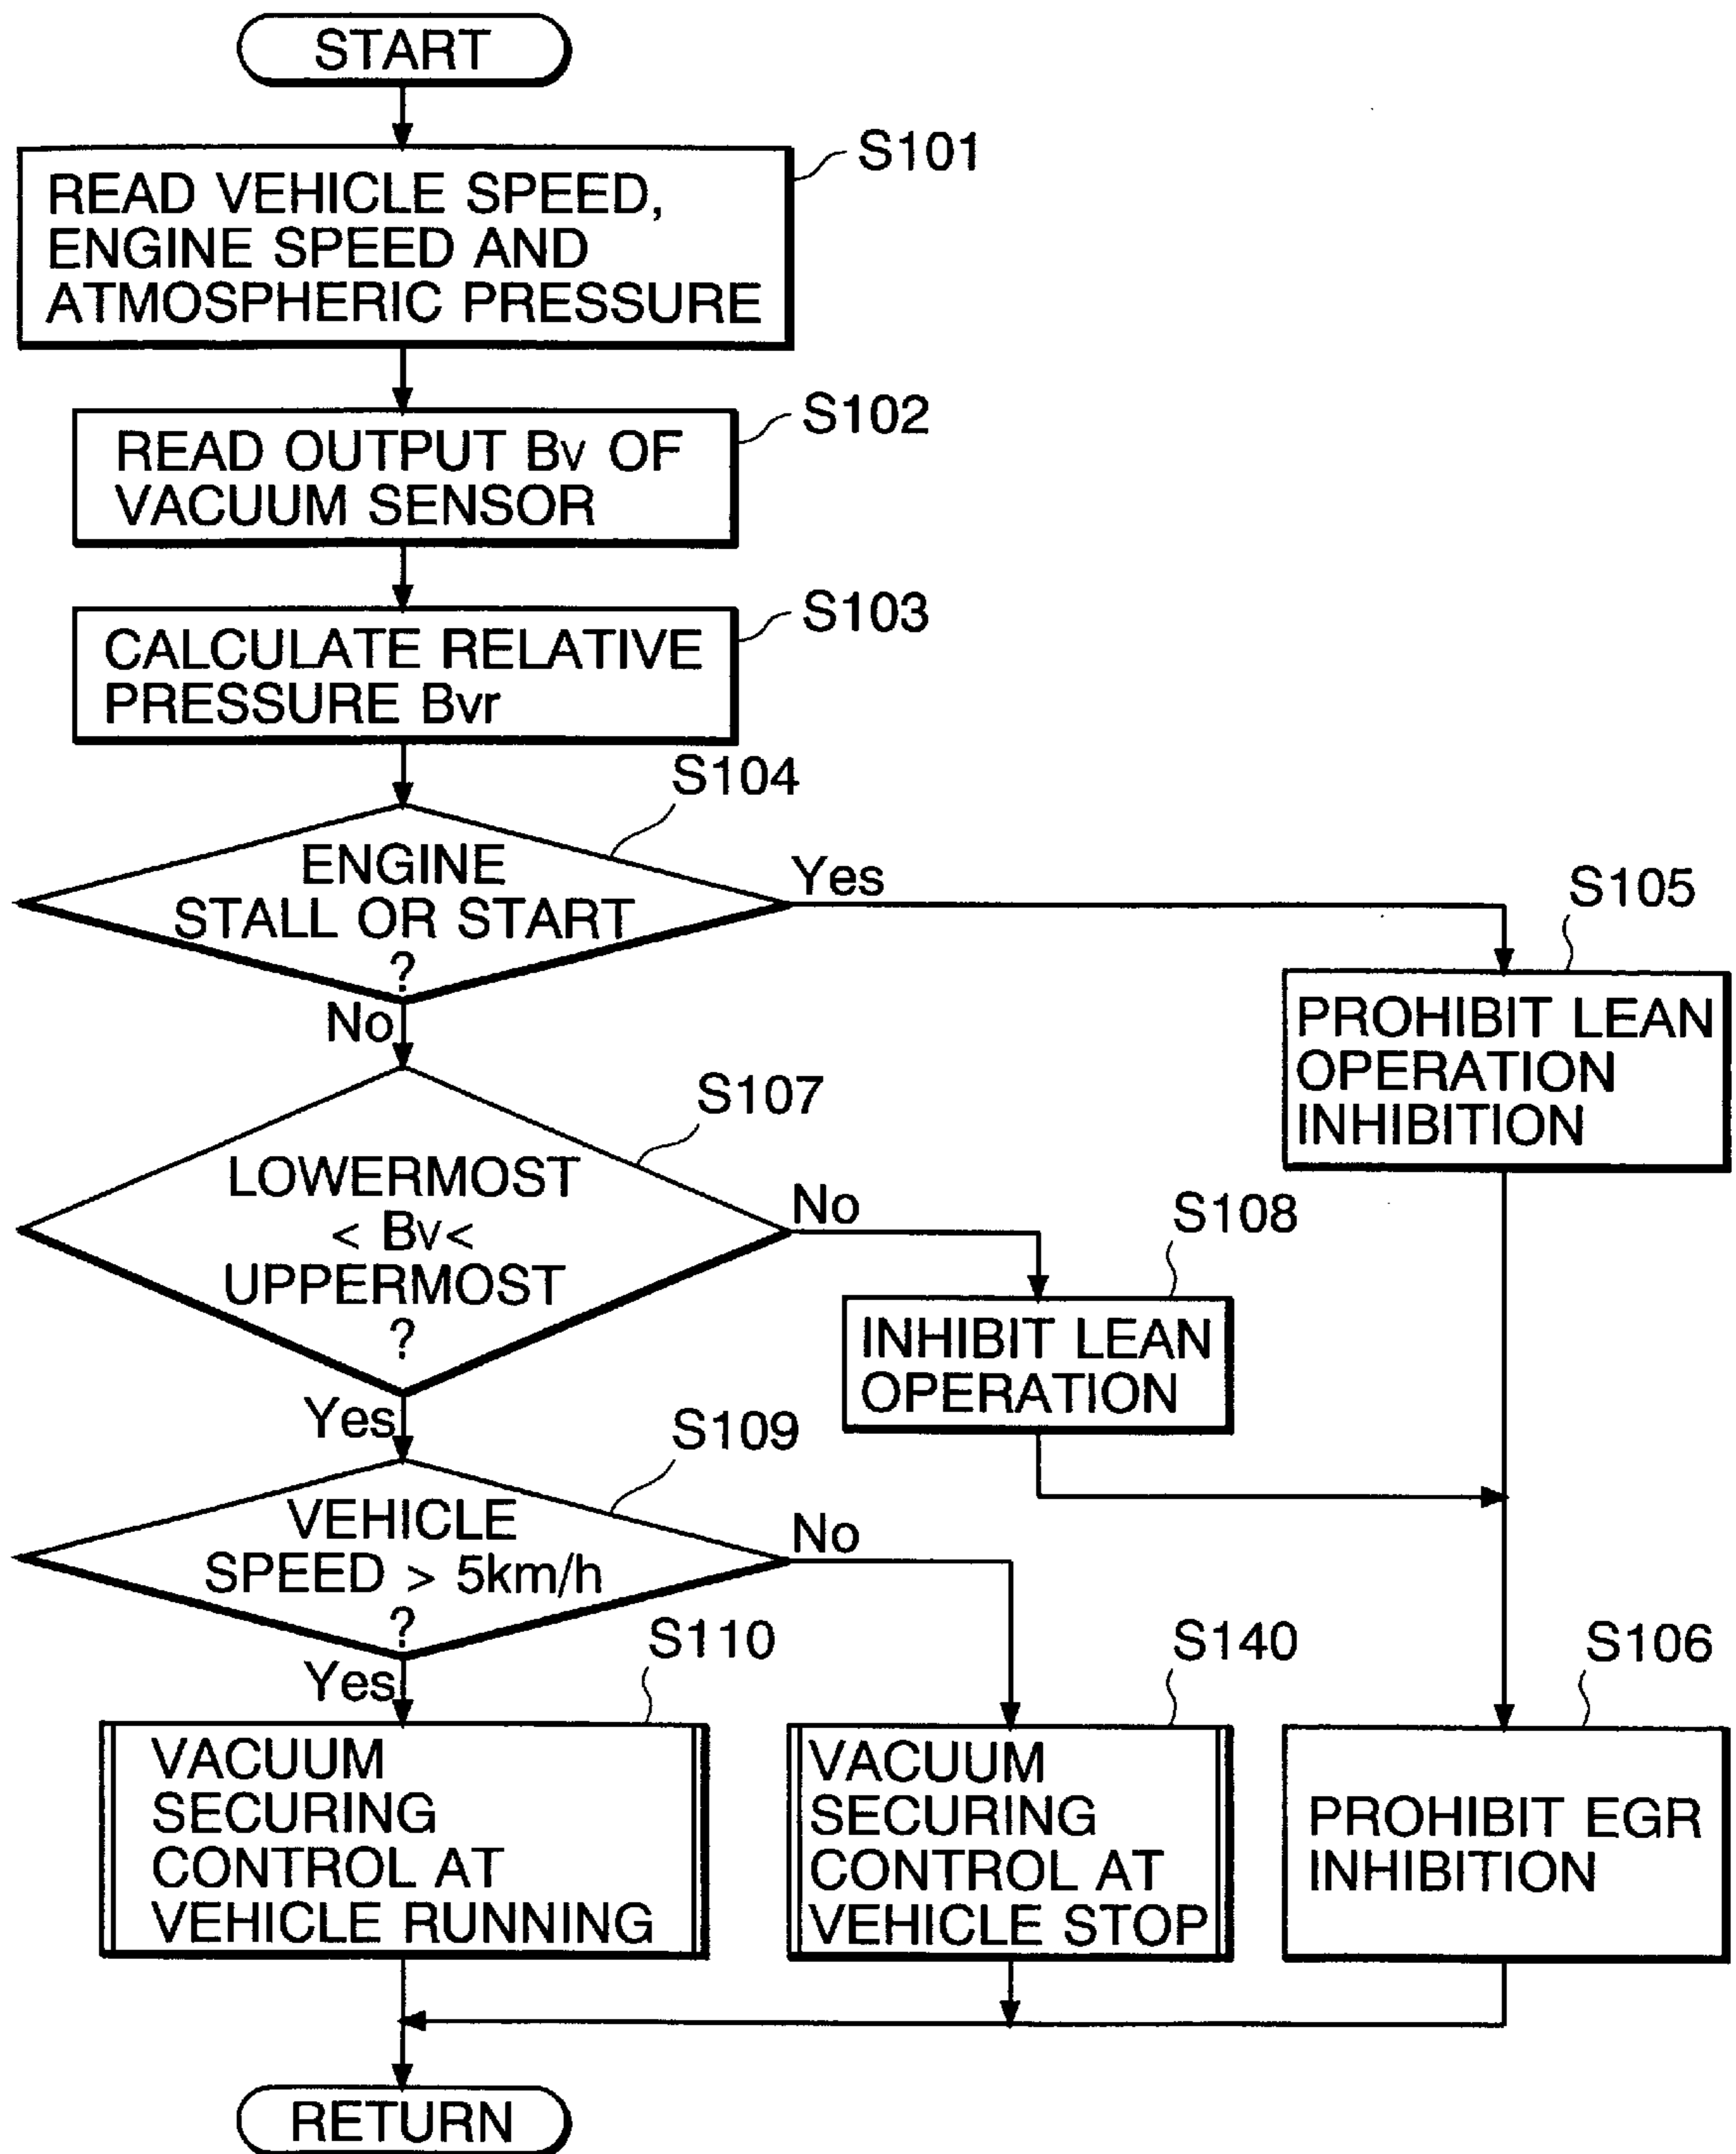 START
S101
READ VEHICLE SPEED,
ENGINE SPEED AND
ATMOSPHERIC PRESSURE
S102
READ OUTPUT Bv OF
VACUUM SENSOR
S103
CALCULATE RELATIVE
PRESSURE Bvr
S104
ENGINE
STALL OR START
?
Yes
No
S105
PROHIBIT LEAN
OPERATION
INHIBITION
S107
LOWERMOST
< Bv<
UPPERMOST
?
No
Yes
S108
INHIBIT LEAN
OPERATION
S109
VEHICLE
SPEED > 5km/h
?
No
Yes
S110
VACUUM
SECURING
CONTROL AT
VEHICLE RUNNING
S140
VACUUM
SECURING
CONTROL AT
VEHICLE STOP
S106
PROHIBIT EGR
INHIBITION
RETURN